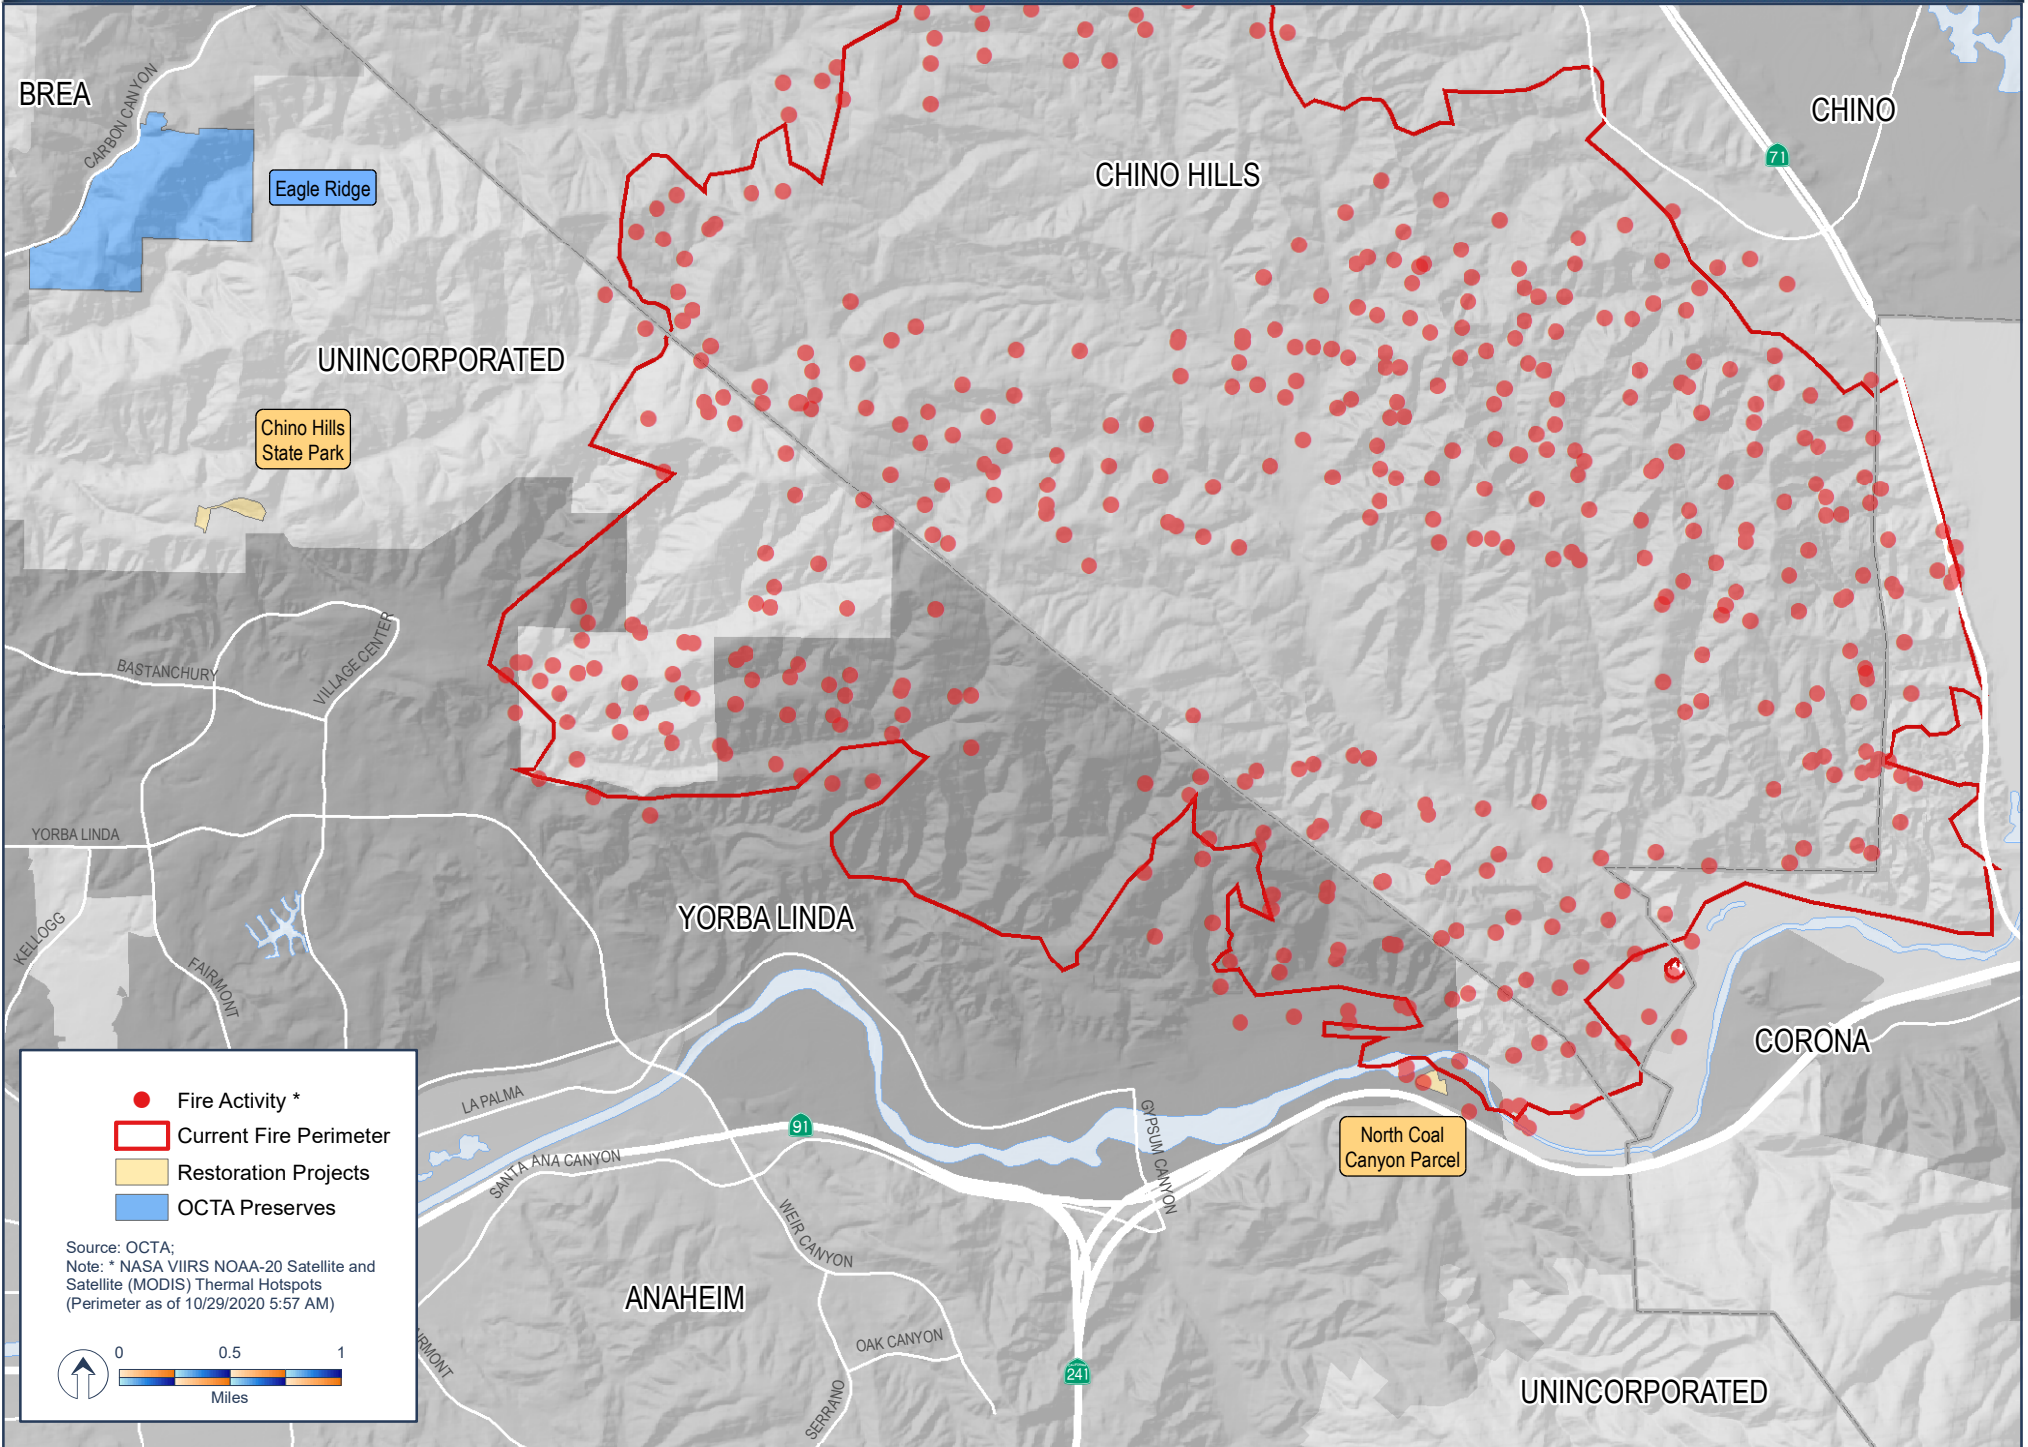 BREA
CARBON CANYON
Eagle Ridge
CHINO HILLS
71
CHINO
UNINCORPORATED
Chino Hills
State Park
BASTANCHURY
VILLAGE CENTER
YORBA LINDA
KELLOGG
FAIRMONT
YORBA LINDA
CORONA
LA PALMA
SANTA ANA CANYON
91
GYPSUM CANYON
North Coal
Canyon Parcel
WEIR CANYON
ANAHEIM
OAK CANYON
SERRANO
CALIFORNIA
241
UNINCORPORATED
IRMONT
Fire Activity *
Current Fire Perimeter
Restoration Projects
OCTA Preserves
Source: OCTA;
Note: * NASA VIIRS NOAA-20 Satellite and
Satellite (MODIS) Thermal Hotspots
(Perimeter as of 10/29/2020 5:57 AM)
0 0.5 1
Miles